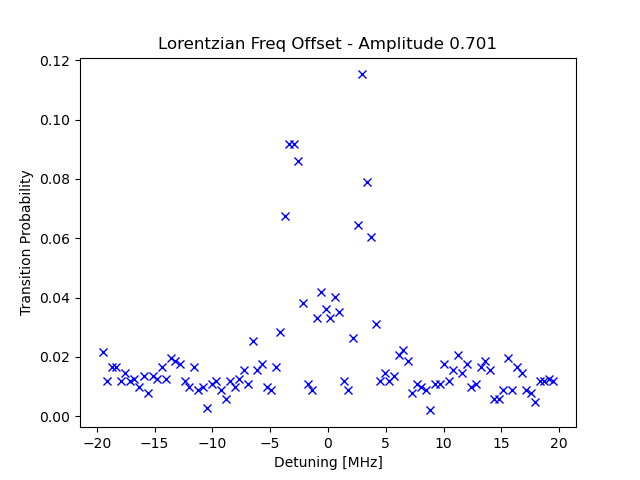 Lorentzian Freq Offset - Amplitude 0.701
0.12
0.10
0.08
0.06
0.04
0.02
0.00
Transition Probability
−20 −15 −10 −5 0 5 10 15 20
Detuning [MHz]